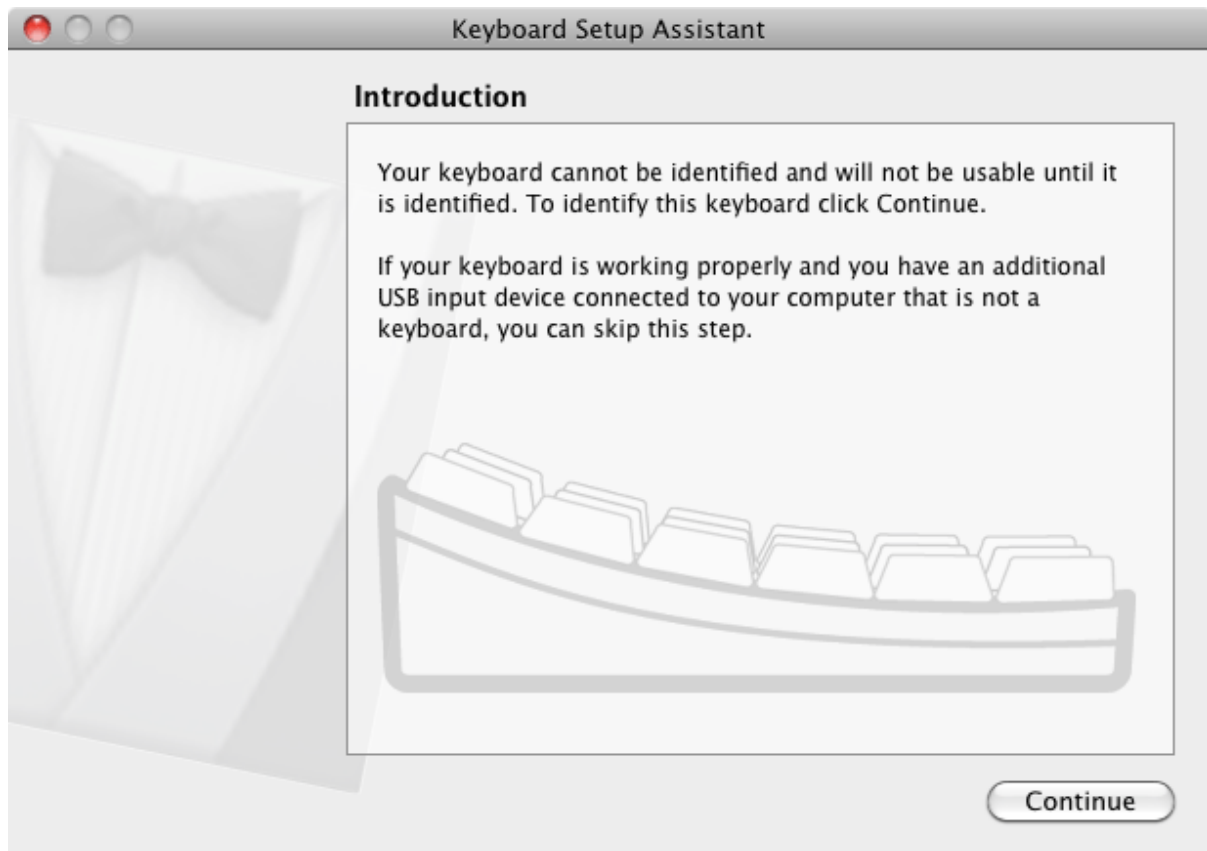 Keyboard Setup Assistant
Introduction
Your keyboard cannot be identified and will not be usable until it
is identified. To identify this keyboard click Continue.
If your keyboard is working properly and you have an additional
USB input device connected to your computer that is not a
keyboard, you can skip this step.
Continue